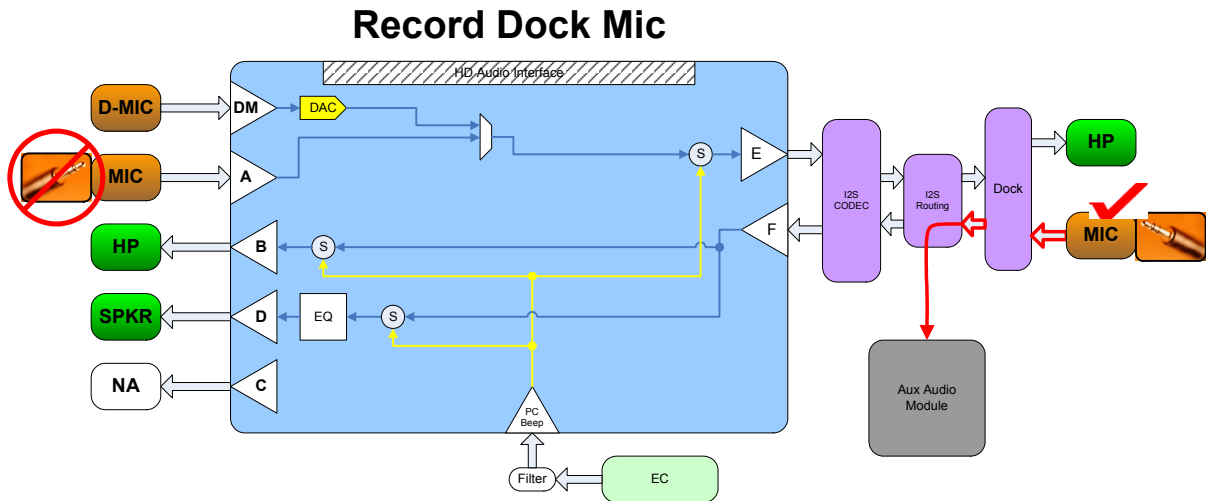 Record Dock Mic
HD Audio Interface
D-MIC
DM
DAC
MIC
A
S
E
I2S
CODEC
I2S
Routing
Dock
HP
MIC
HP
B
S
F
SPKR
D
EQ
S
NA
C
PC
Beep
Aux Audio
Module
Filter
EC